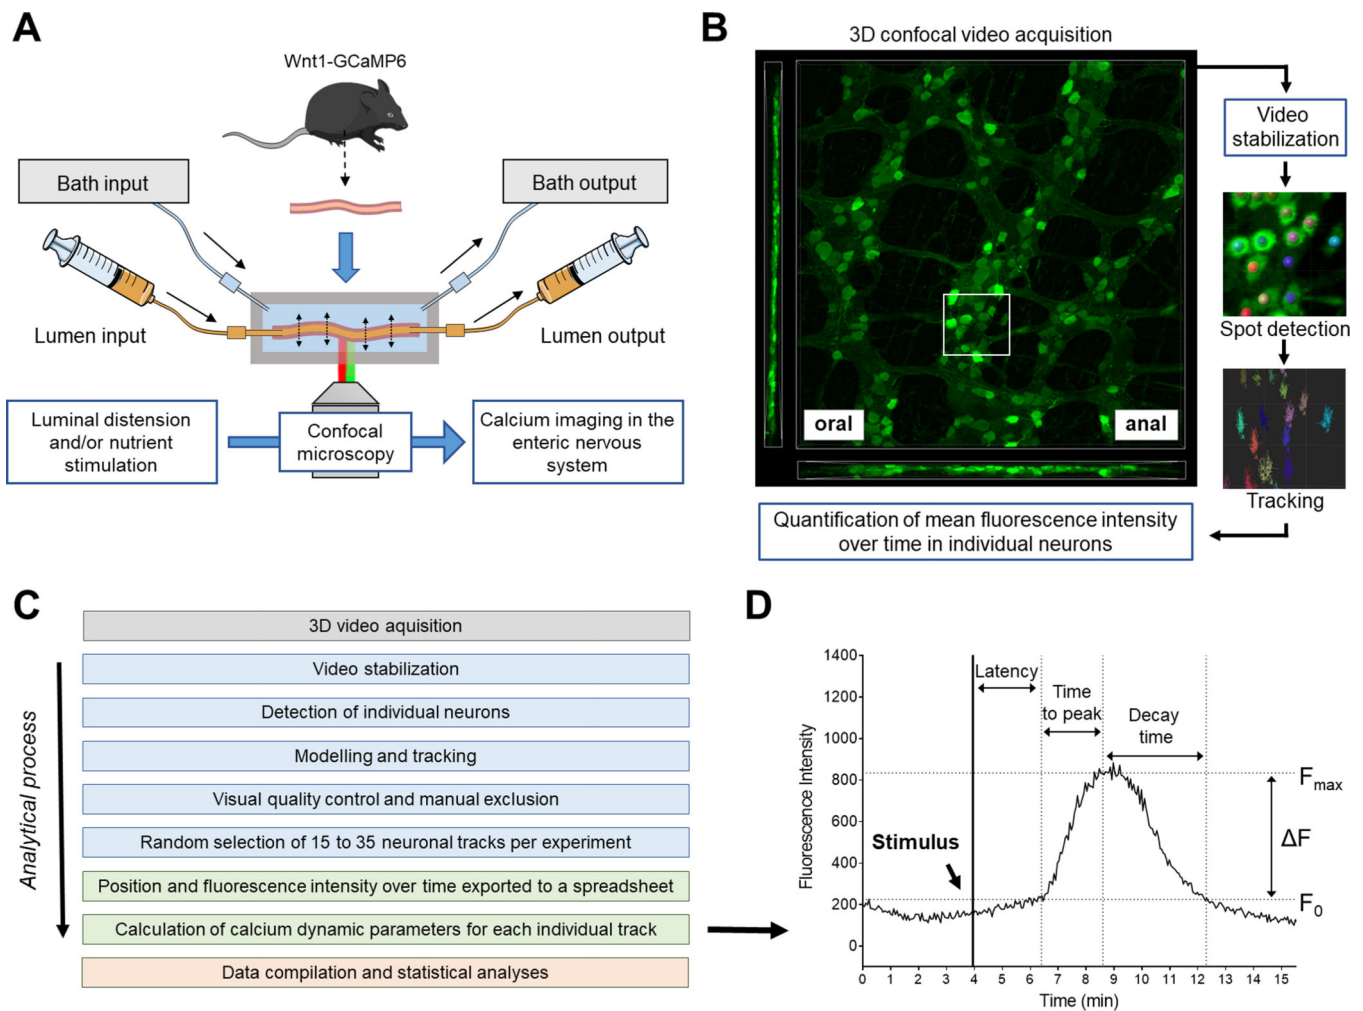 A
Wnt1-GCaMP6
Bath input
Bath output
Lumen input
Lumen output
Luminal distension
and/or nutrient
stimulation
Confocal
microscopy
Calcium imaging in the
enteric nervous
system
B
3D confocal video acquisition
oral
anal
Video
stabilization
Spot detection
Tracking
Quantification of mean fluorescence intensity
over time in individual neurons
C
Analytical process
3D video aquisition
Video stabilization
Detection of individual neurons
Modelling and tracking
Visual quality control and manual exclusion
Random selection of 15 to 35 neuronal tracks per experiment
Position and fluorescence intensity over time exported to a spreadsheet
Calculation of calcium dynamic parameters for each individual track
Data compilation and statistical analyses
D
Fluorescence Intensity
1400
1200
1000
800
600
400
200
0
Latency
Time
to peak
Decay
time
Stimulus
Fmax
ΔF
F0
0 1 2 3 4 5 6 7 8 9 10 11 12 13 14 15
Time (min)